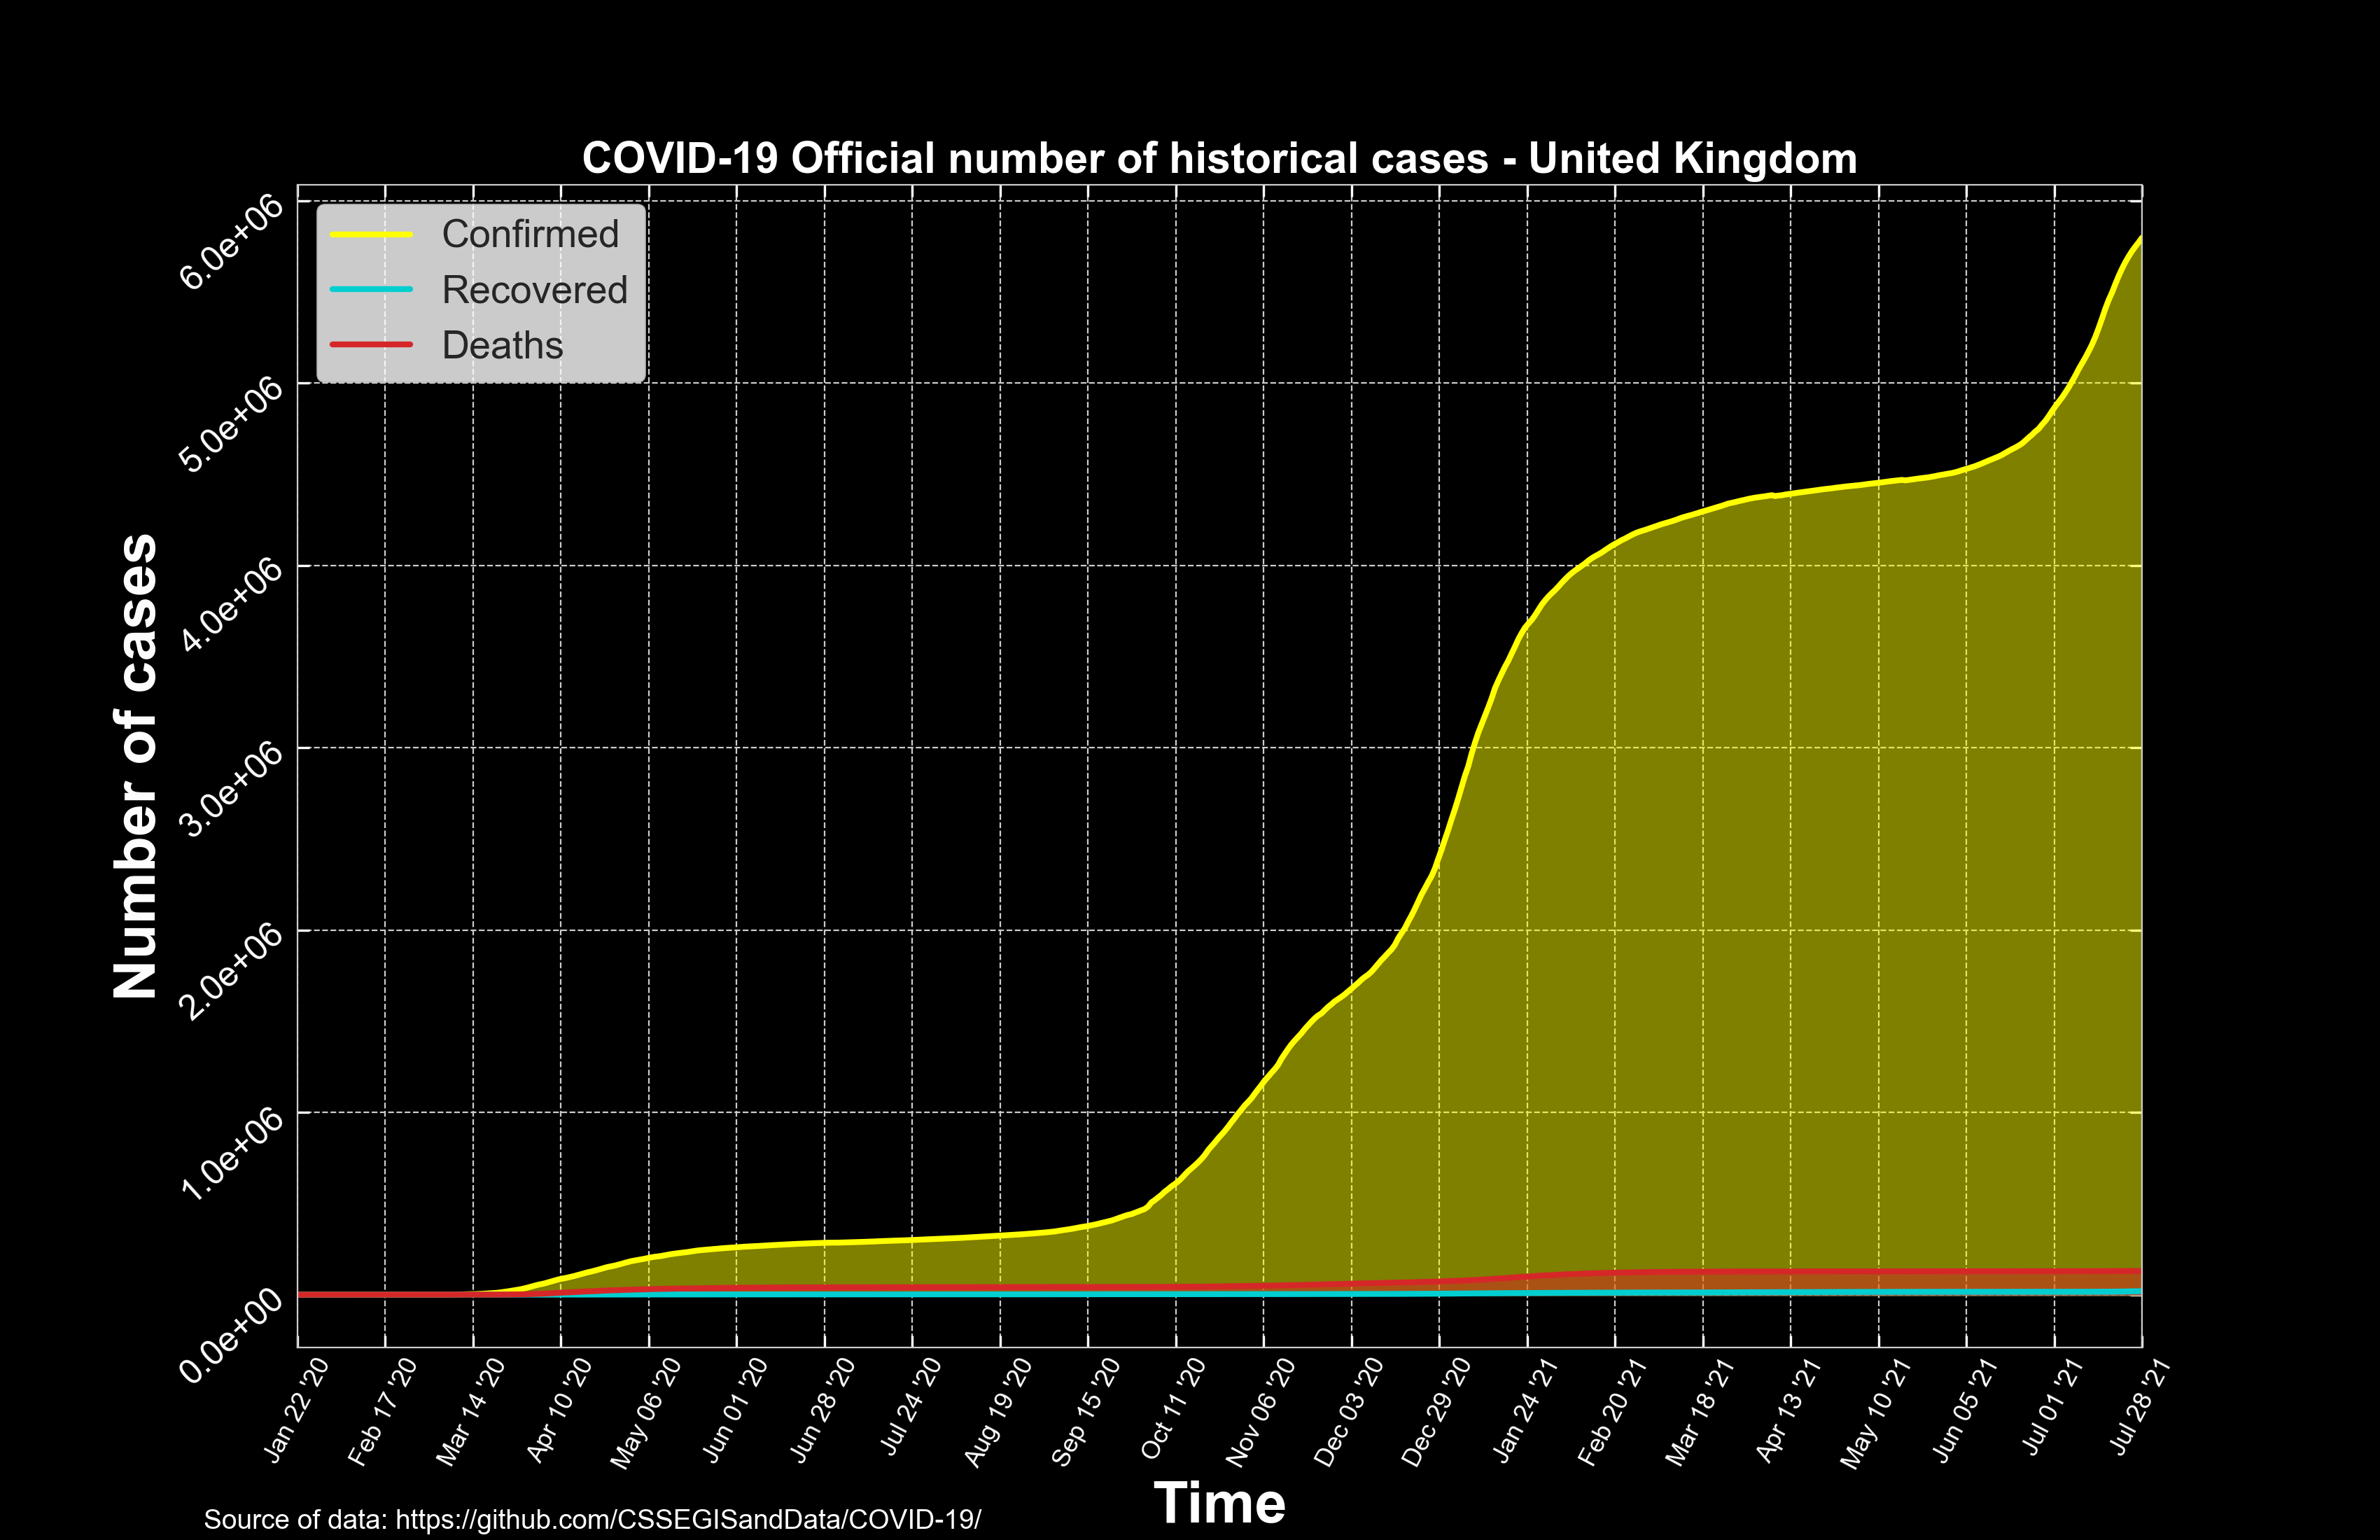 COVID-19 Official number of historical cases - United Kingdom
Confirmed
Recovered
Deaths
Number of cases
6.0e+06
5.0e+06
4.0e+06
3.0e+06
2.0e+06
1.0e+06
0.0e+00
Jan 22 '20
Feb 17 '20
Mar 14 '20
Apr 10 '20
May 06 '20
Jun 01 '20
Jun 28 '20
Jul 24 '20
Aug 19 '20
Sep 15 '20
Oct 11 '20
Nov 06 '20
Dec 03 '20
Dec 29 '20
Jan 24 '21
Feb 20 '21
Mar 18 '21
Apr 13 '21
May 10 '21
Jun 05 '21
Jul 01 '21
Jul 28 '21
Time
Source of data: https://github.com/CSSEGISandData/COVID-19/